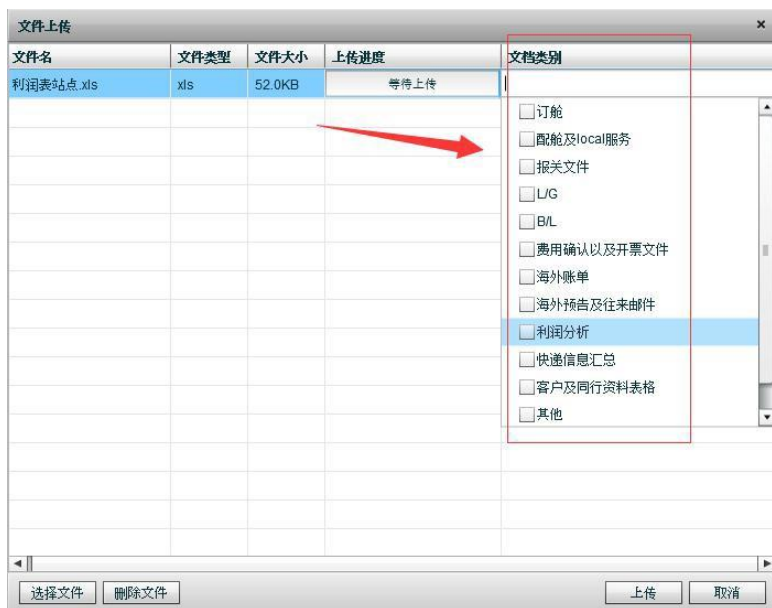 文件上传
文件名 文件类型 文件大小 上传进度 文档类别
利润表站点.xls xls 52.0KB 等待上传
订舱
配舱及local服务
报关文件
L/G
B/L
费用确认以及开票文件
海外账单
海外预告及往来邮件
利润分析
快递信息汇总
客户及同行资料表格
其他
选择文件 删除文件 上传 取消